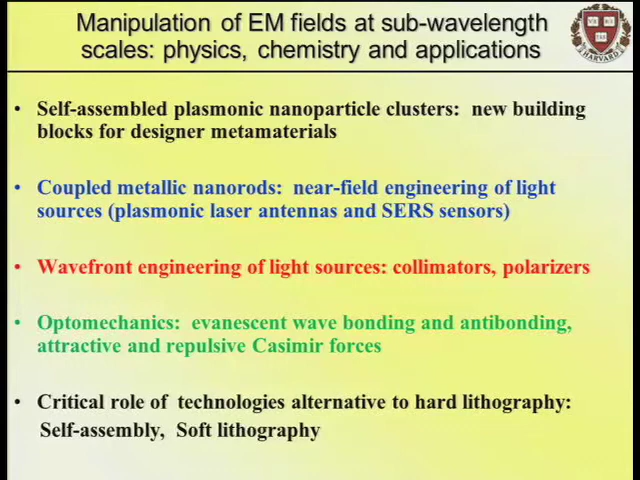 Manipulation of EM fields at sub-wavelength
scales: physics, chemistry and applications
HARVARD
• Self-assembled plasmonic nanoparticle clusters: new building
blocks for designer metamaterials
• Coupled metallic nanorods: near-field engineering of light
sources (plasmonic laser antennas and SERS sensors)
• Wavefront engineering of light sources: collimators, polarizers
• Optomechanics: evanescent wave bonding and antibonding,
attractive and repulsive Casimir forces
• Critical role of technologies alternative to hard lithography:
Self-assembly, Soft lithography